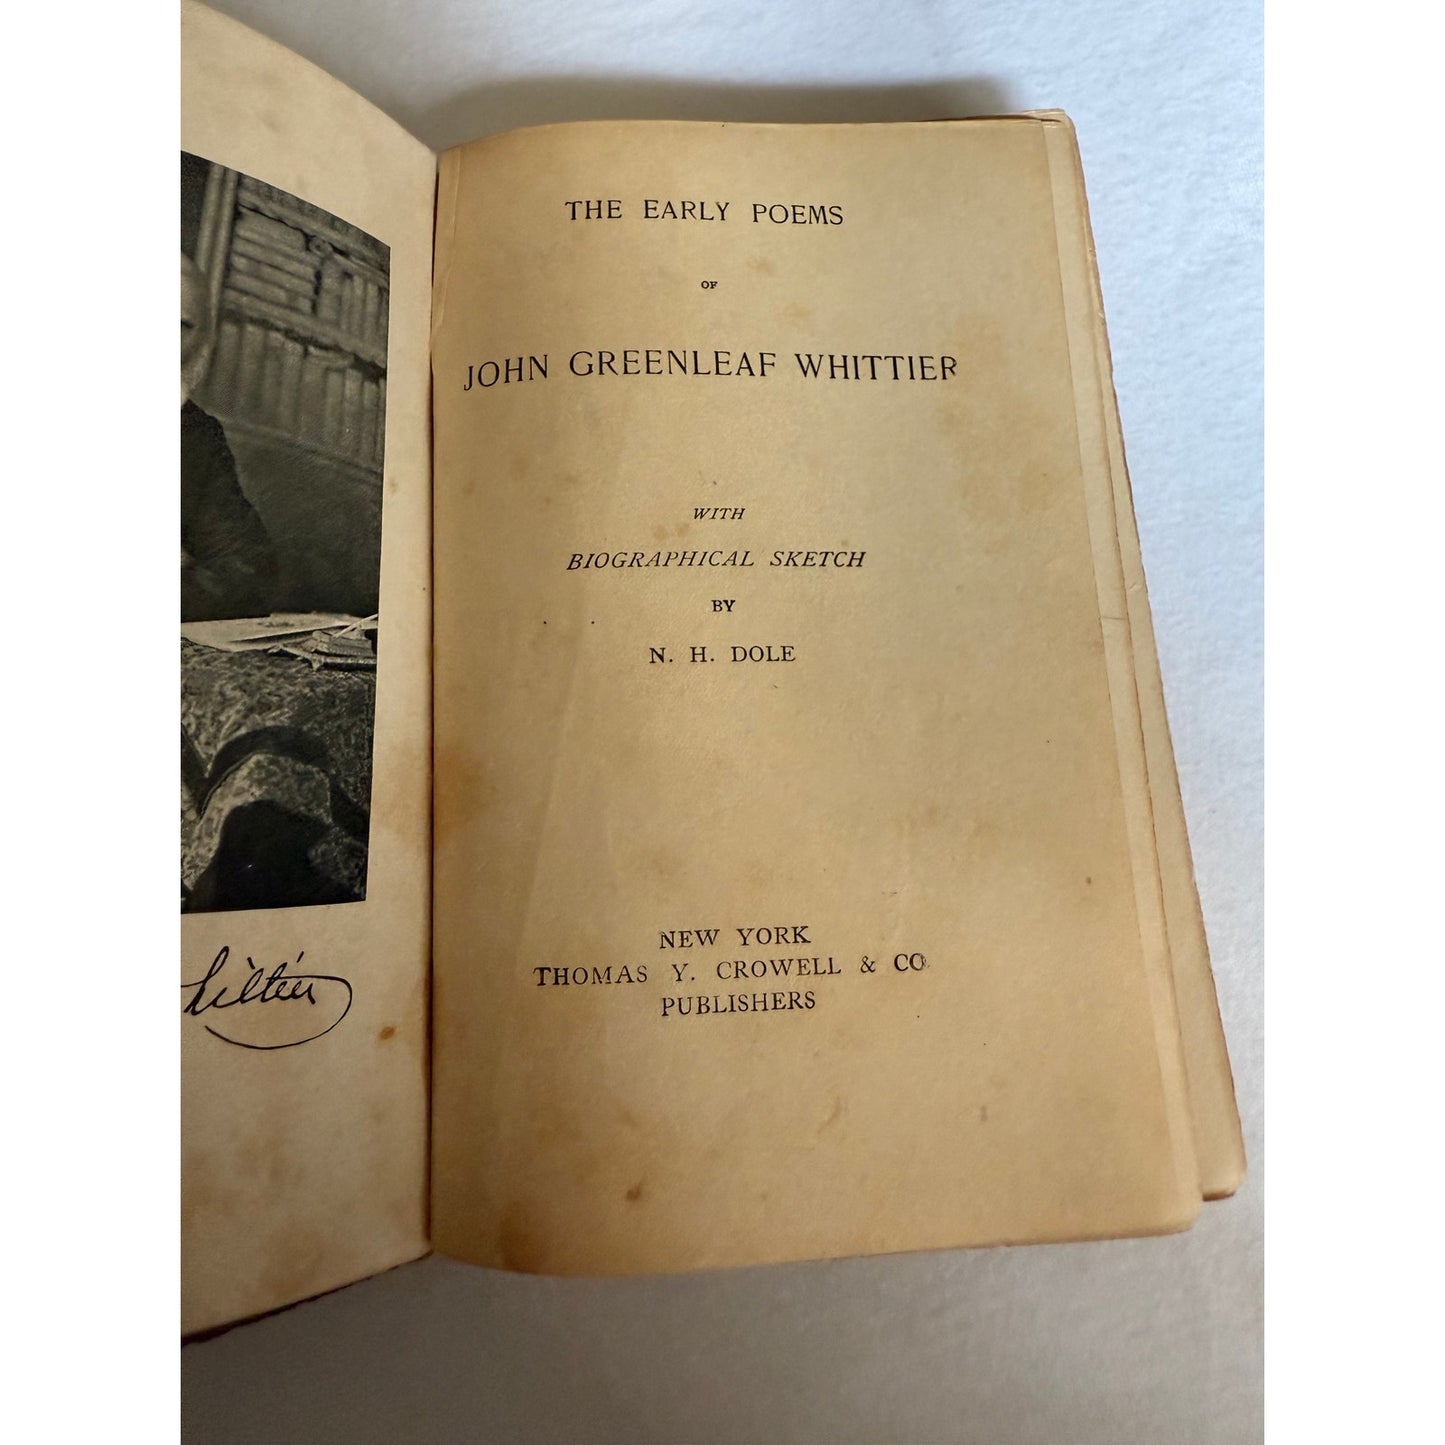 THE EARLY POEMS
OF
JOHN GREENLEAF WHITTIER
WITH
BIOGRAPHICAL SKETCH
BY
N. H. DOLE
NEW YORK
THOMAS Y. CROWELL & CO.
PUBLISHERS